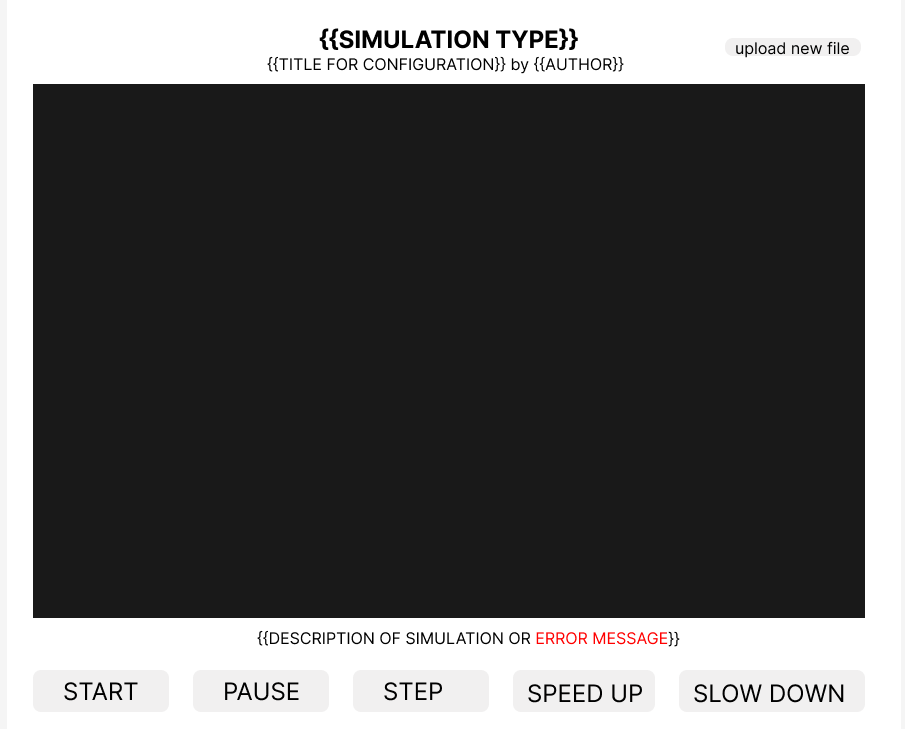 {{SIMULATION TYPE}}
upload new file
{{TITLE FOR CONFIGURATION}} by {{AUTHOR}}
{{DESCRIPTION OF SIMULATION OR ERROR MESSAGE}}
START PAUSE STEP SPEED UP SLOW DOWN